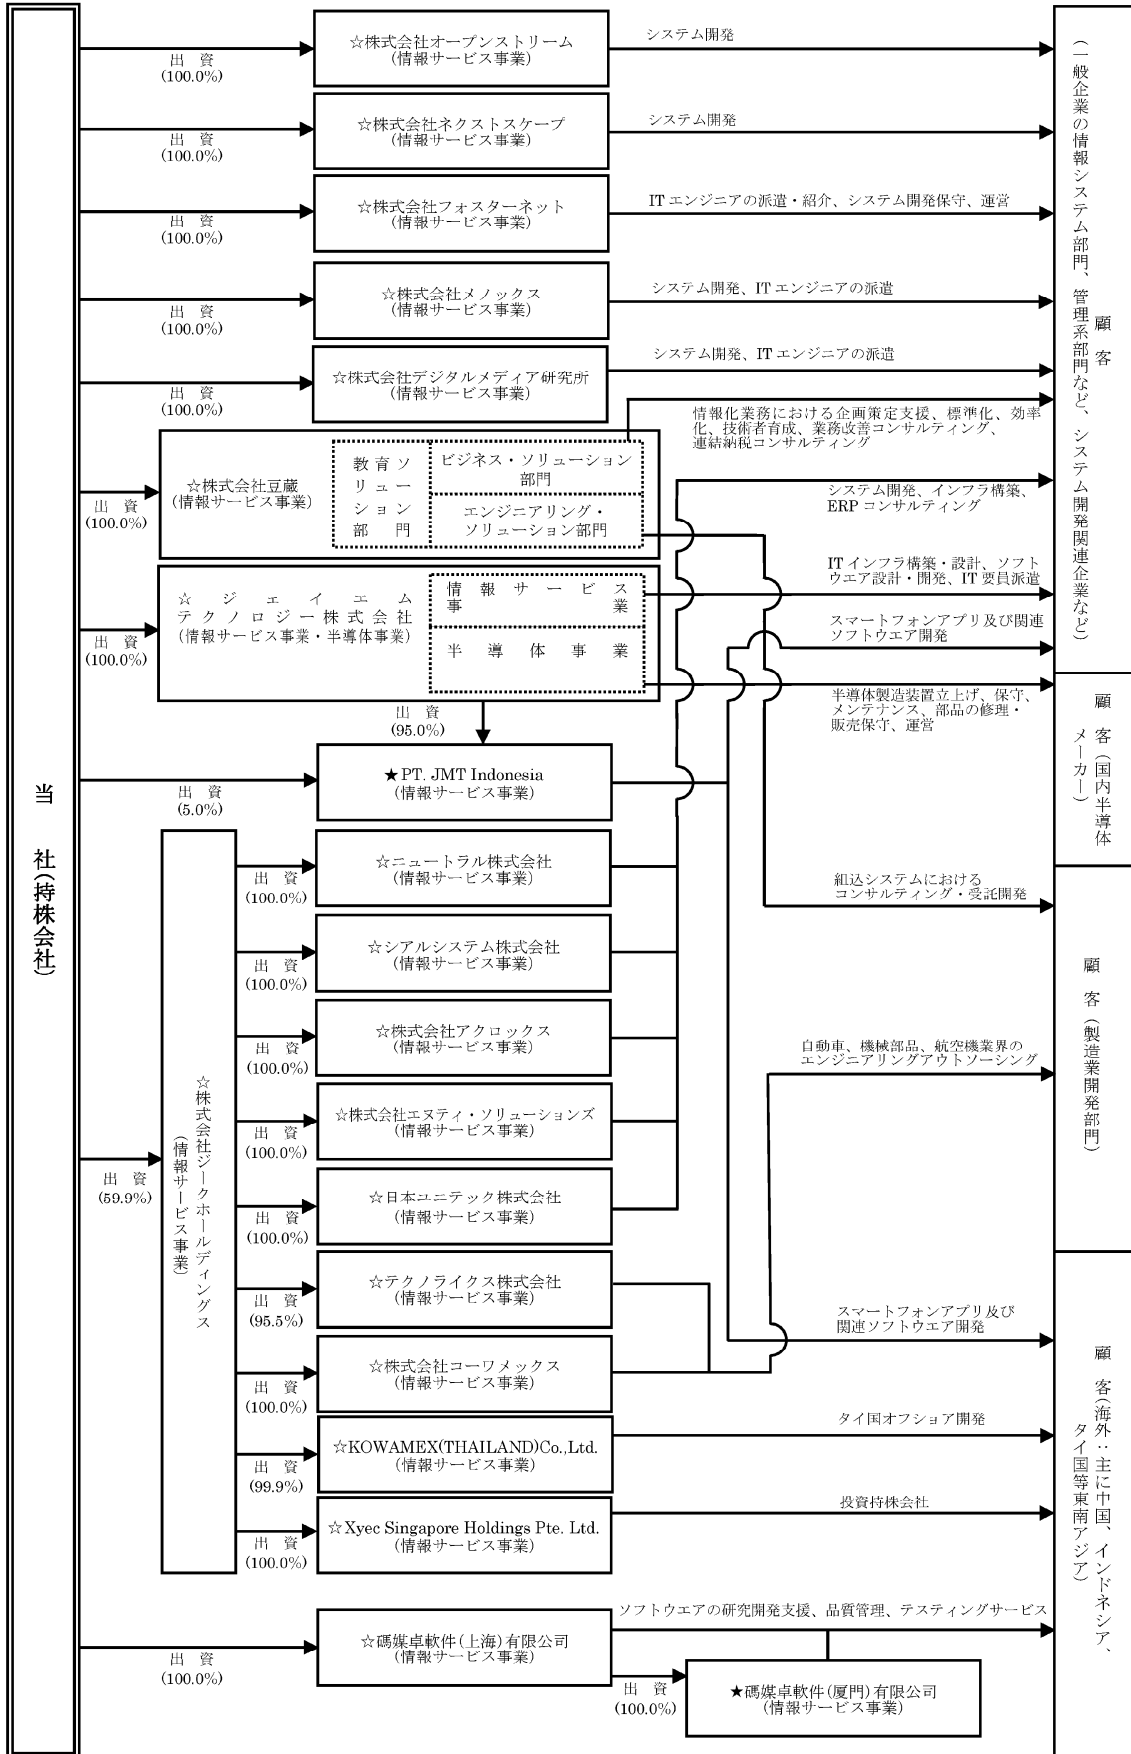 当　社(持株会社)
出　資
(100.0%)
☆株式会社オープンストリーム
(情報サービス事業)
システム開発
出　資
(100.0%)
☆株式会社ネクストスケープ
(情報サービス事業)
システム開発
出　資
(100.0%)
☆株式会社フォスターネット
(情報サービス事業)
IT エンジニアの派遣・紹介、システム開発保守、運営
出　資
(100.0%)
☆株式会社メノックス
(情報サービス事業)
システム開発、IT エンジニアの派遣
出　資
(100.0%)
☆株式会社デジタルメディア研究所
(情報サービス事業)
システム開発、IT エンジニアの派遣
出　資
(100.0%)
☆株式会社豆蔵
(情報サービス事業)
教育ソ
リュー
ション
部　門
ビジネス・ソリューション
部門
エンジニアリング・
ソリューション部門
情報化業務における企画策定支援、標準化、効率
化、技術者育成、業務改善コンサルティング、
連結納税コンサルティング
システム開発、インフラ構築、
ERP コンサルティング
出　資
(100.0%)
☆　ジ　ェ　イ　エ　ム
テクノロジー株式会社
(情報サービス事業・半導体事業)
情　報　サ　ー　ビ　ス
事　業
半　導　体　事　業
IT インフラ構築・設計、ソフト
ウエア設計・開発、IT 要員派遣
スマートフォンアプリ及び関連
ソフトウエア開発
半導体製造装置立上げ、保守、
メンテナンス、部品の修理・
販売保守、運営
出　資
(95.0%)
出　資
(5.0%)
★PT. JMT Indonesia
(情報サービス事業)
出　資
(59.9%)
☆株式会社ジークホールディングス
(情報サービス事業)
出　資
(100.0%)
☆ニュートラル株式会社
(情報サービス事業)
組込システムにおける
コンサルティング・受託開発
出　資
(100.0%)
☆シアルシステム株式会社
(情報サービス事業)
出　資
(100.0%)
☆株式会社アクロックス
(情報サービス事業)
自動車、機械部品、航空機業界の
エンジニアリングアウトソーシング
出　資
(100.0%)
☆株式会社エヌティ・ソリューションズ
(情報サービス事業)
出　資
(100.0%)
☆日本ユニテック株式会社
(情報サービス事業)
出　資
(95.5%)
☆テクノライクス株式会社
(情報サービス事業)
スマートフォンアプリ及び
関連ソフトウエア開発
出　資
(100.0%)
☆株式会社コーワメックス
(情報サービス事業)
出　資
(99.9%)
☆KOWAMEX(THAILAND)Co.,Ltd.
(情報サービス事業)
タイ国オフショア開発
出　資
(100.0%)
☆Xyec Singapore Holdings Pte. Ltd.
(情報サービス事業)
投資持株会社
出　資
(100.0%)
☆碼媒卓軟件(上海)有限公司
(情報サービス事業)
ソフトウエアの研究開発支援、品質管理、テスティングサービス
出　資
(100.0%)
★碼媒卓軟件(厦門)有限公司
(情報サービス事業)
顧　客
(一般企業の情報システム部門、管理系部門など、システム開発関連企業など)
顧　客(国内半導体
メーカー)
顧　客(製造業開発部門)
顧　客(海外：主に中国、インドネシア、
タイ国等東南アジア)